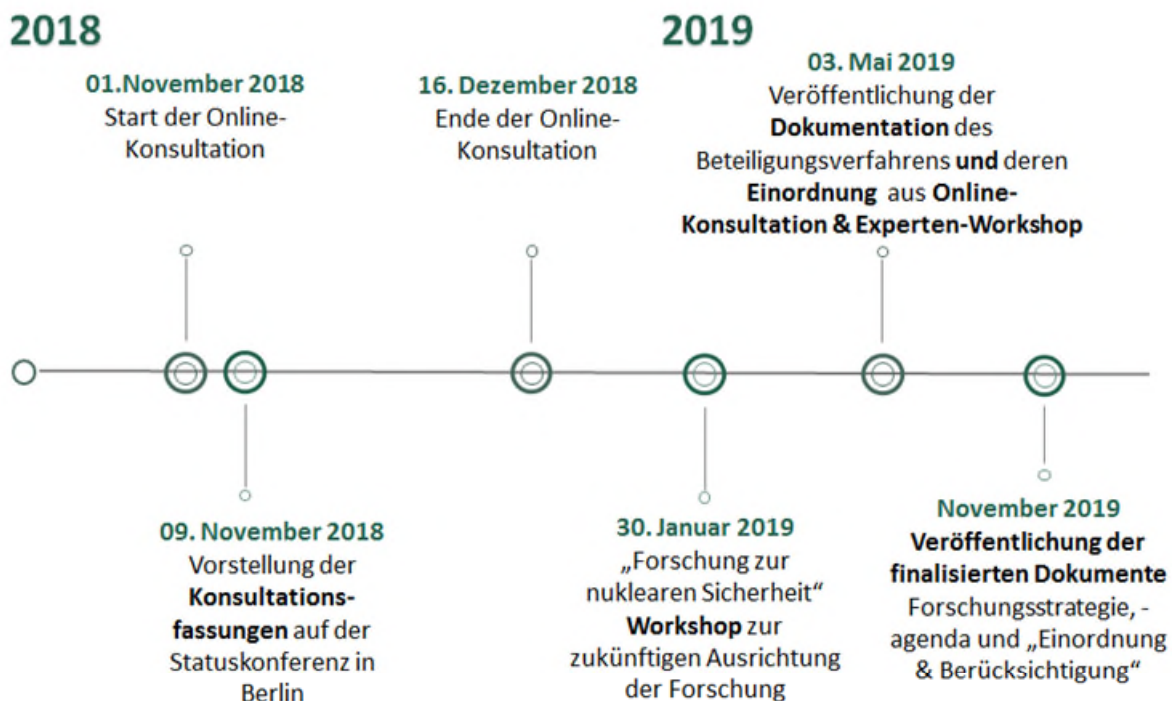 2018
01.November 2018
Start der Online-
Konsultation
16. Dezember 2018
Ende der Online-
Konsultation
2019
03. Mai 2019
Veröffentlichung der
Dokumentation des
Beteiligungsverfahrens und deren
Einordnung aus Online-
Konsultation & Experten-Workshop
09. November 2018
Vorstellung der
Konsultations-
fassungen auf der
Statuskonferenz in
Berlin
30. Januar 2019
„Forschung zur
nuklearen Sicherheit“
Workshop zur
zukünftigen Ausrichtung
der Forschung
November 2019
Veröffentlichung der
finalisierten Dokumente
Forschungsstrategie, -
agenda und „Einordnung
& Berücksichtigung“